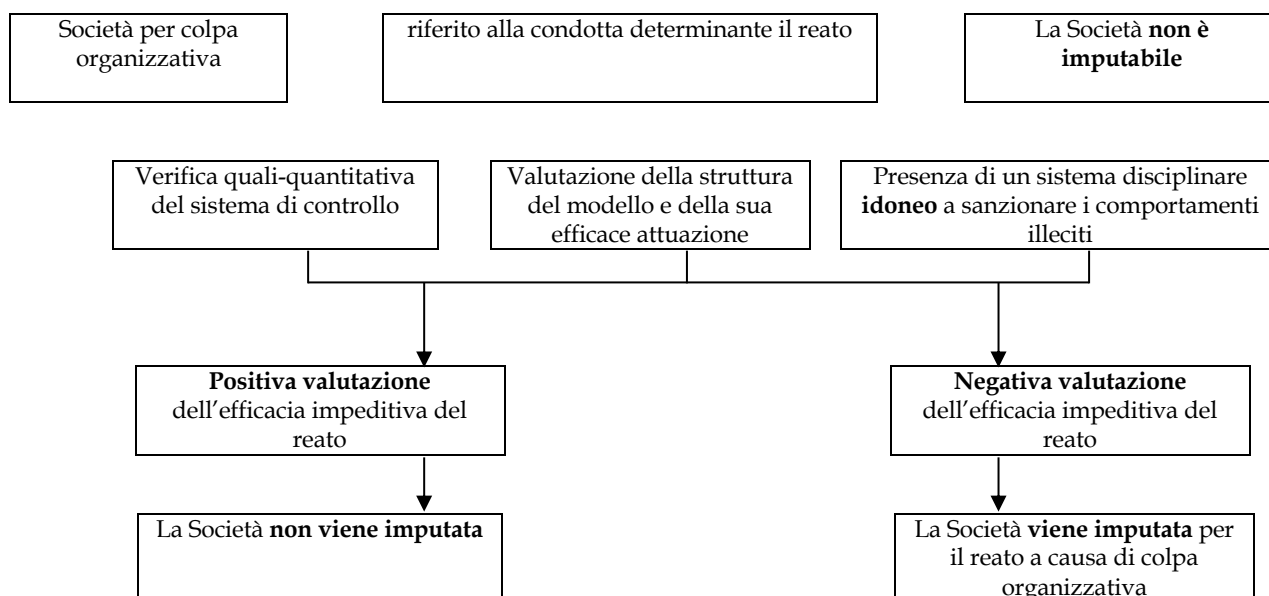 Società per colpa
organizzativa
riferito alla condotta determinante il reato
La Società non è
imputabile
Verifica quali-quantitativa
del sistema di controllo
Valutazione della struttura
del modello e della sua
efficace attuazione
Presenza di un sistema disciplinare
idoneo a sanzionare i comportamenti
illeciti
Positiva valutazione
dell’efficacia impeditiva del
reato
Negativa valutazione
dell’efficacia impeditiva del
reato
La Società non viene imputata
La Società viene imputata per
il reato a causa di colpa
organizzativa